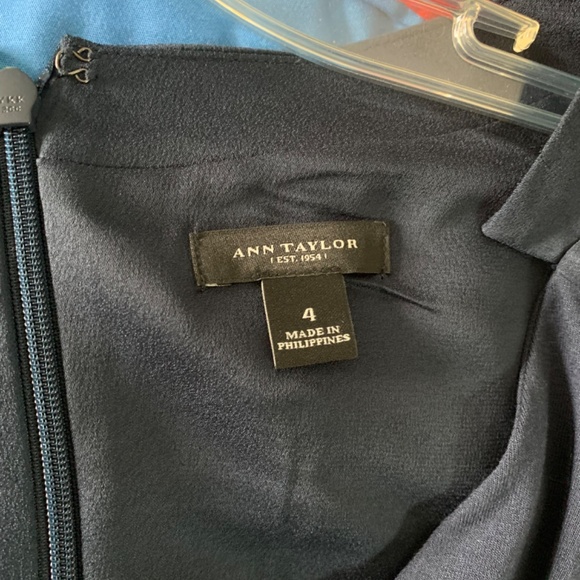 ANN TAYLOR
| EST. 1954 |
4
MADE IN
PHILIPPINES